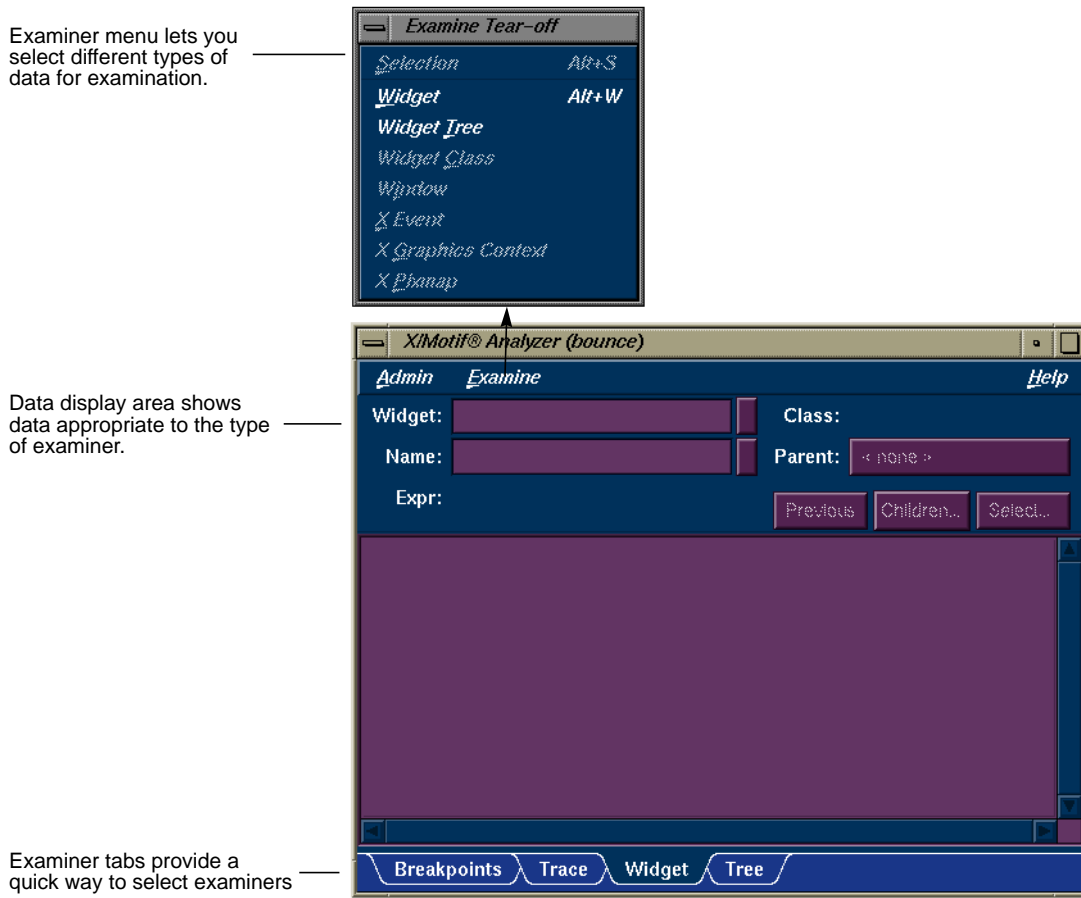 Examiner menu lets you
select different types of
data for examination.
Examine Tear-off
Selection Alt+S
Widget Alt+W
Widget Tree
Widget Class
Window
X Event
X Graphics Context
X Pixmap
X/Motif® Analyzer (bounce)
Admin Examine Help
Data display area shows
data appropriate to the type
of examiner.
Widget: Class:
Name: Parent: < none >
Expr: Previous Children... Select...
Examiner tabs provide a
quick way to select examiners
Breakpoints Trace Widget Tree